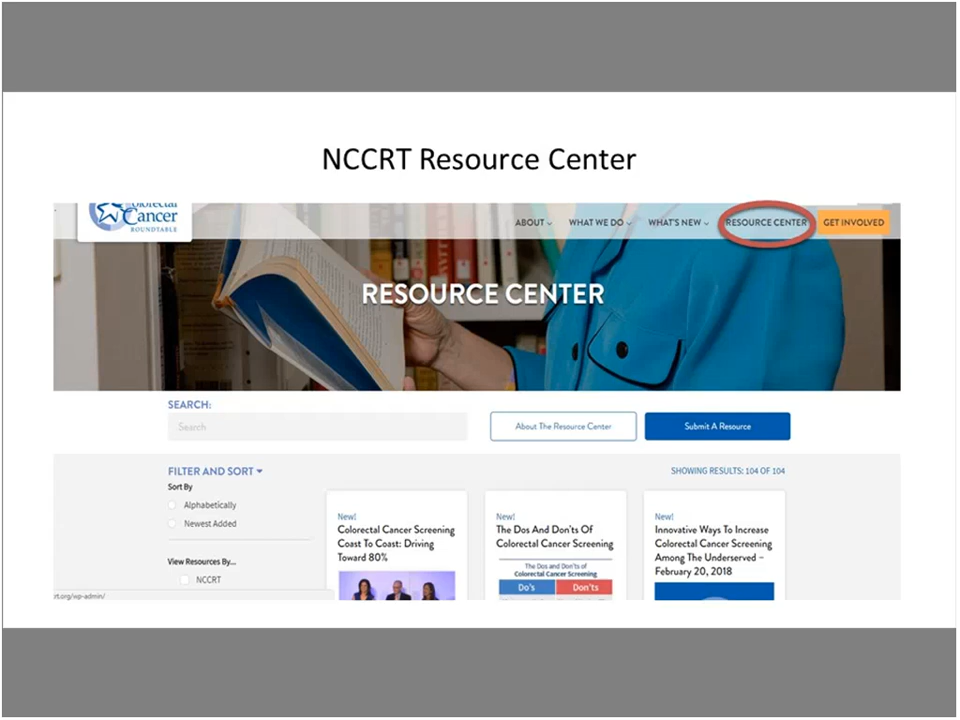 NCCRT Resource Center
Colorectal
Cancer
ROUNDTABLE
ABOUT
WHAT WE DO
WHAT'S NEW
RESOURCE CENTER
GET INVOLVED
RESOURCE CENTER
SEARCH:
Search
About The Resource Center
Submit A Resource
FILTER AND SORT
SHOWING RESULTS: 104 OF 104
Sort By
Alphabetically
Newest Added
View Resources By...
NCCRT
New!
Colorectal Cancer Screening
Coast To Coast: Driving
Toward 80%
New!
The Dos And Don'ts Of
Colorectal Cancer Screening
The Dos and Don'ts of
Colorectal Cancer Screening
Do's
Don'ts
New!
Innovative Ways To Increase
Colorectal Cancer Screening
Among The Underserved –
February 20, 2018
rt.org/wp-admin/